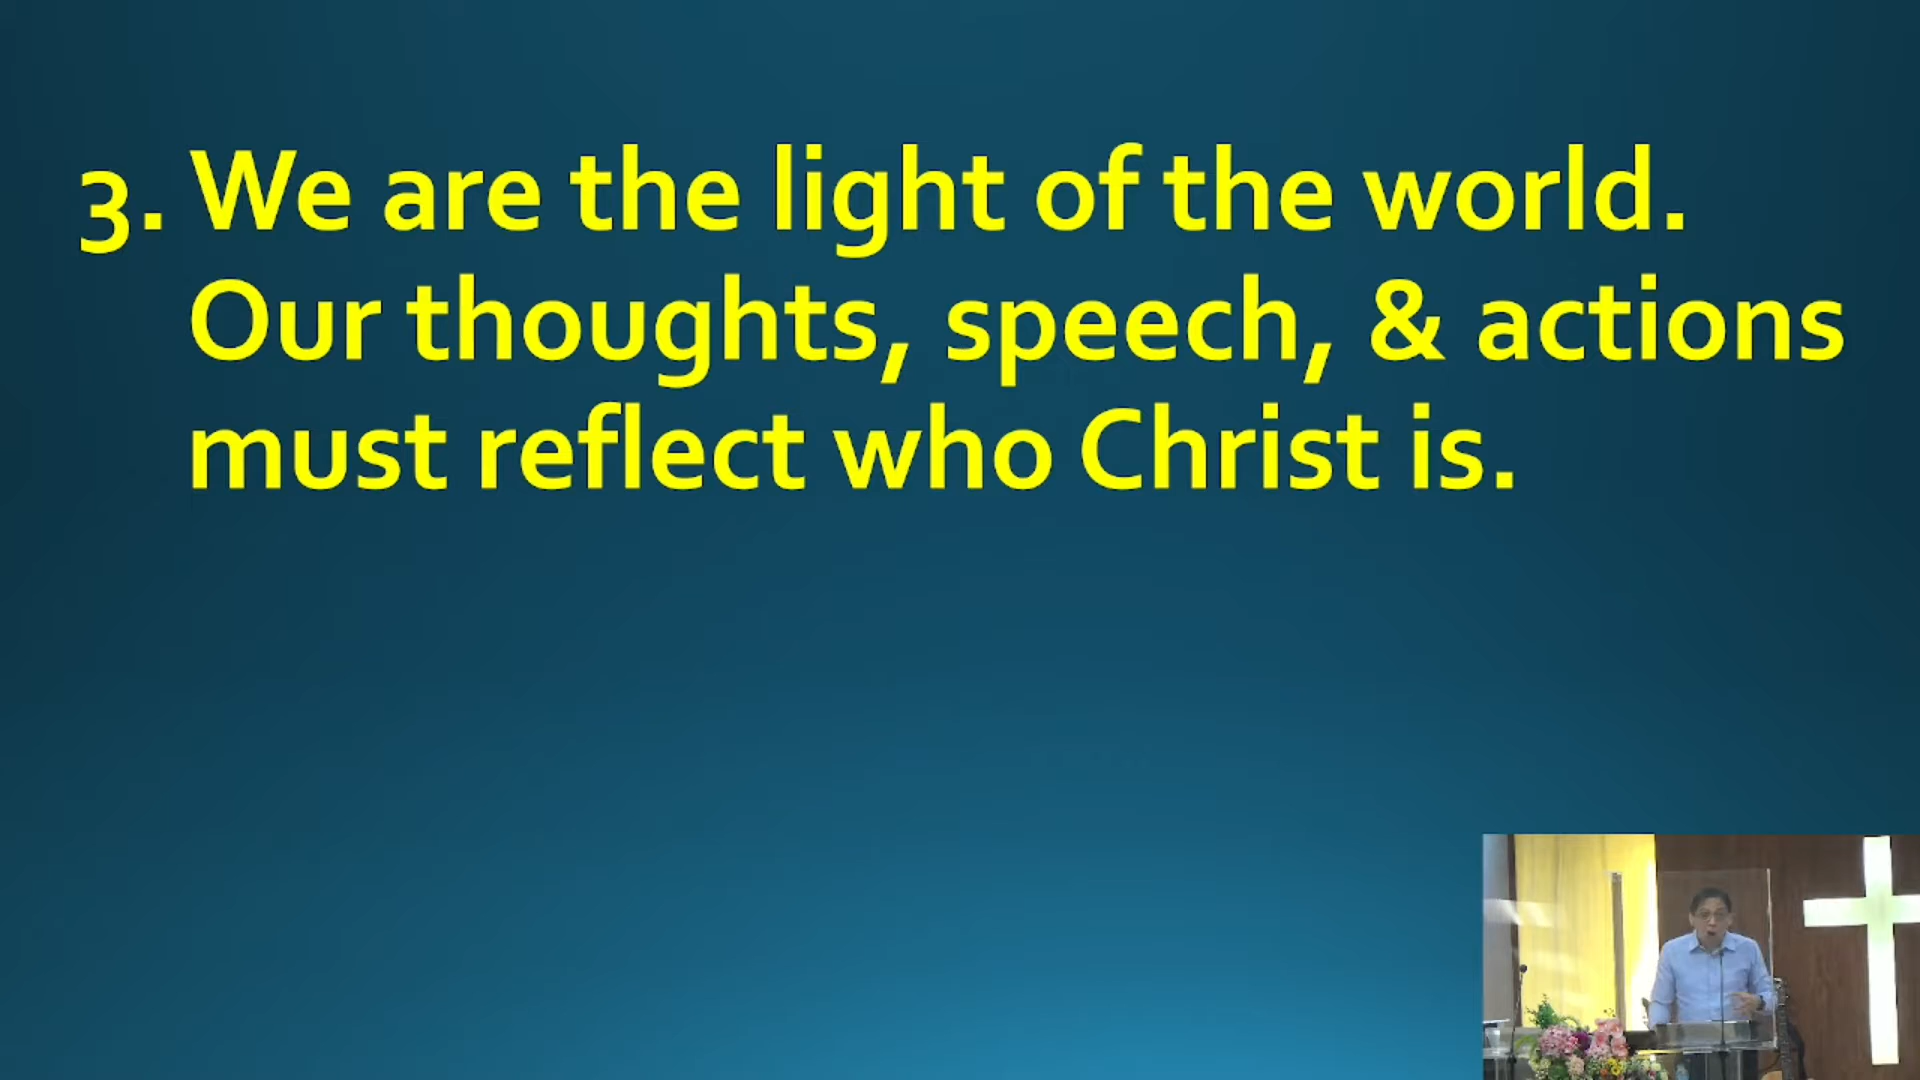 3. We are the light of the world.
Our thoughts, speech, & actions
must reflect who Christ is.